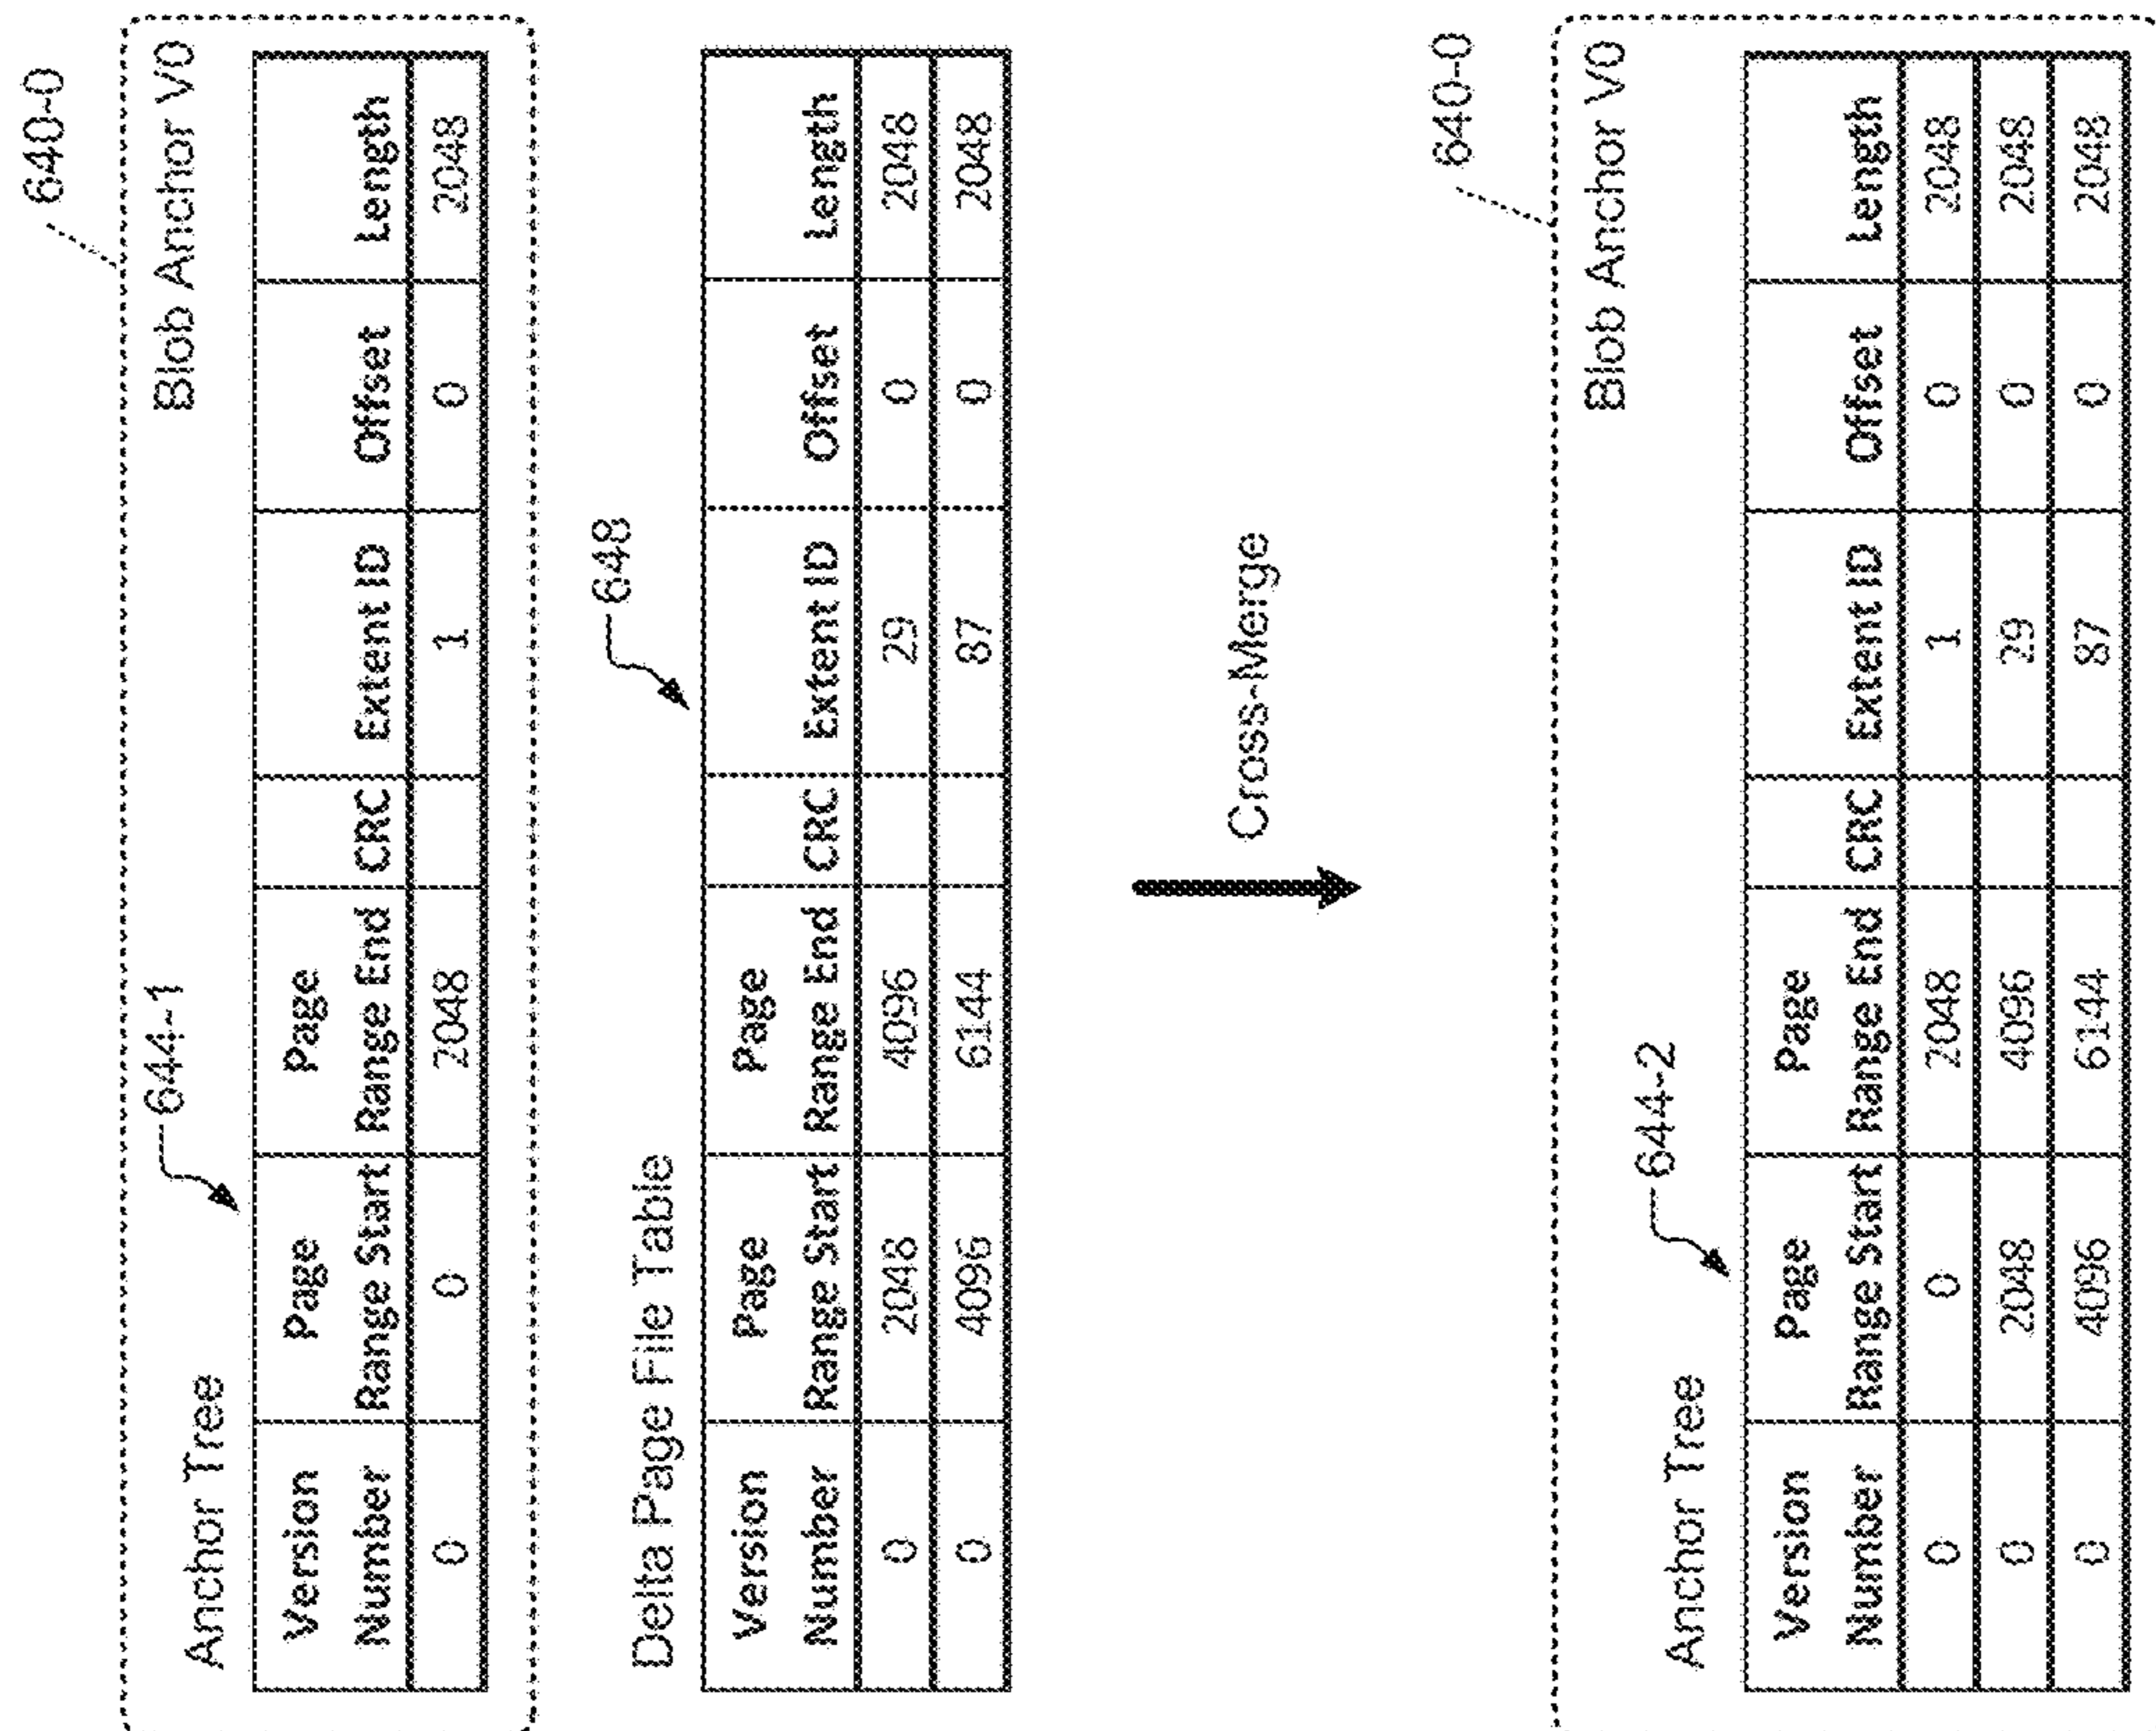 640-0
Blob Anchor V0
Anchor Tree
644-1
Version Number | Page Range Start | Page Range End | CRC | Extent ID | Offset | Length
0 | 0 | 2048 | | 1 | 0 | 2048
Delta Page File Table
648
Version Number | Page Range Start | Page Range End | CRC | Extent ID | Offset | Length
0 | 2048 | 4096 | | 29 | 0 | 2048
0 | 4096 | 6144 | | 87 | 0 | 2048
Cross-Merge
640-0
Blob Anchor V0
Anchor Tree
644-2
Version Number | Page Range Start | Page Range End | CRC | Extent ID | Offset | Length
0 | 0 | 2048 | | 1 | 0 | 2048
0 | 2048 | 4096 | | 29 | 0 | 2048
0 | 4096 | 6144 | | 87 | 0 | 2048